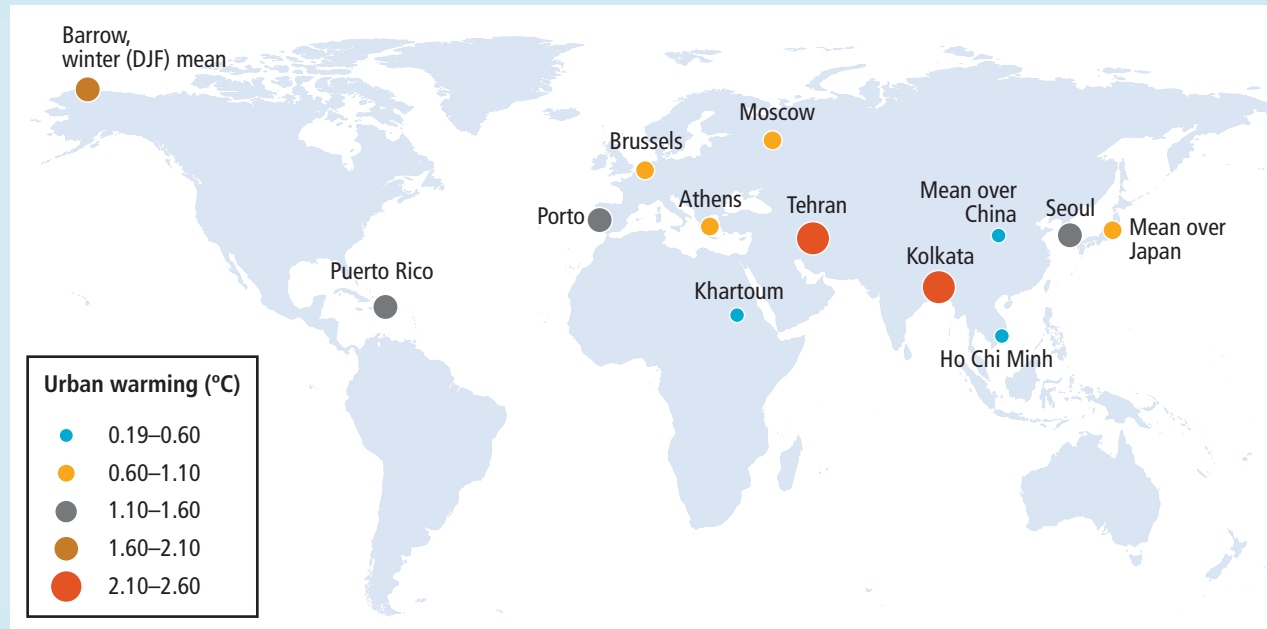 Barrow,
winter (DJF) mean
Moscow
Brussels
Mean over
China
Athens
Tehran
Seoul
Porto
Mean over
Japan
Kolkata
Puerto Rico
Khartoum
Ho Chi Minh
Urban warming (ºC)
0.19–0.60
0.60–1.10
1.10–1.60
1.60–2.10
2.10–2.60